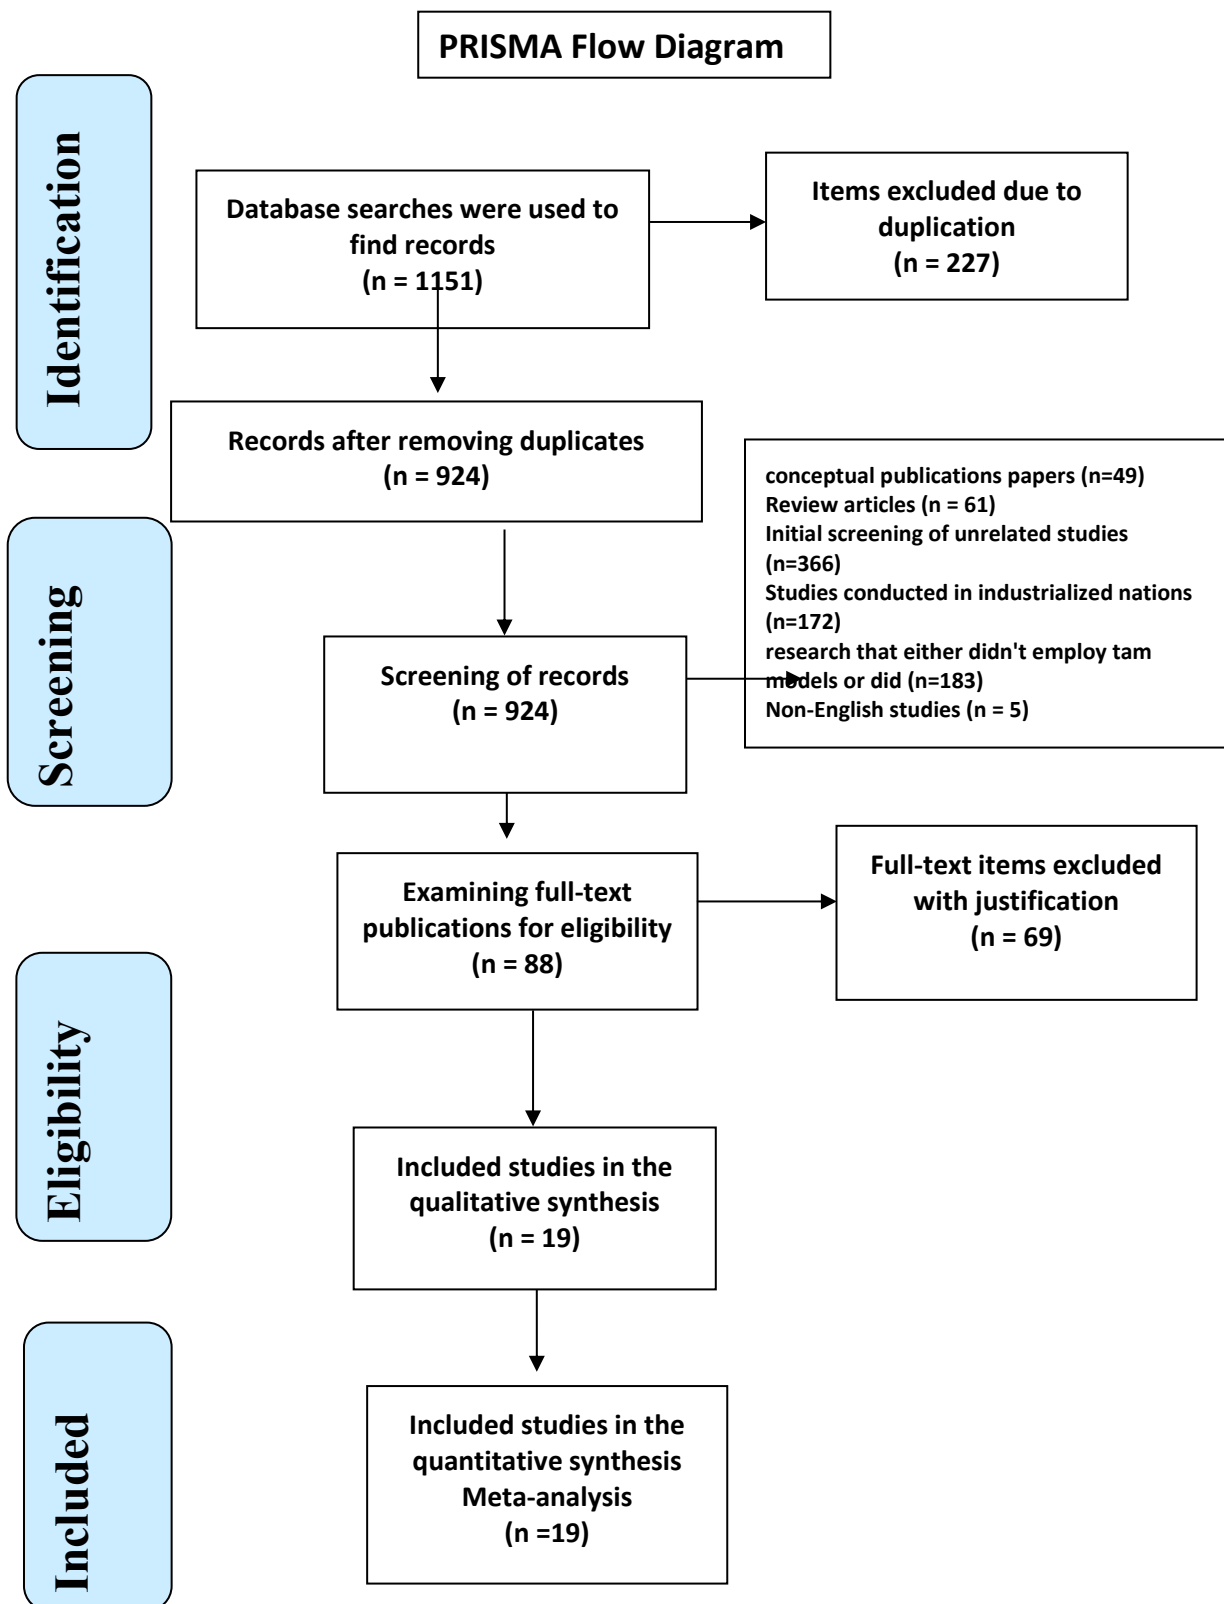 PRISMA Flow Diagram
Identification
Database searches were used to
find records
(n = 1151)
Items excluded due to
duplication
(n = 227)
Records after removing duplicates
(n = 924)
Screening
Screening of records
(n = 924)
conceptual publications papers (n=49)
Review articles (n = 61)
Initial screening of unrelated studies
(n=366)
Studies conducted in industrialized nations
(n=172)
research that either didn't employ tam
models or did (n=183)
Non-English studies (n = 5)
Examining full-text
publications for eligibility
(n = 88)
Full-text items excluded
with justification
(n = 69)
Eligibility
Included studies in the
qualitative synthesis
(n = 19)
Included
Included studies in the
quantitative synthesis
Meta-analysis
(n =19)